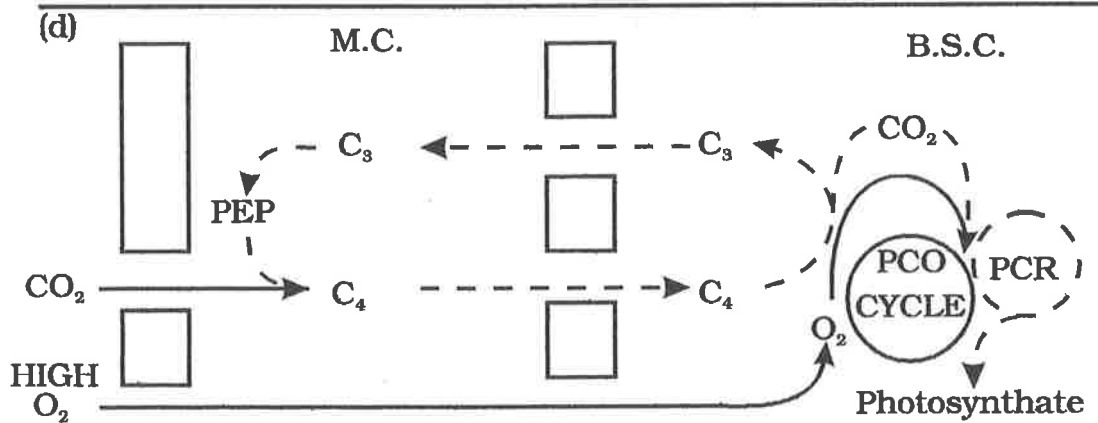 (d)
M.C.
B.S.C.
CO₂
C₃
C₃
PEP
PCO
PCR
CO₂
C₄
C₄
CYCLE
O₂
HIGH
O₂
Photosynthate